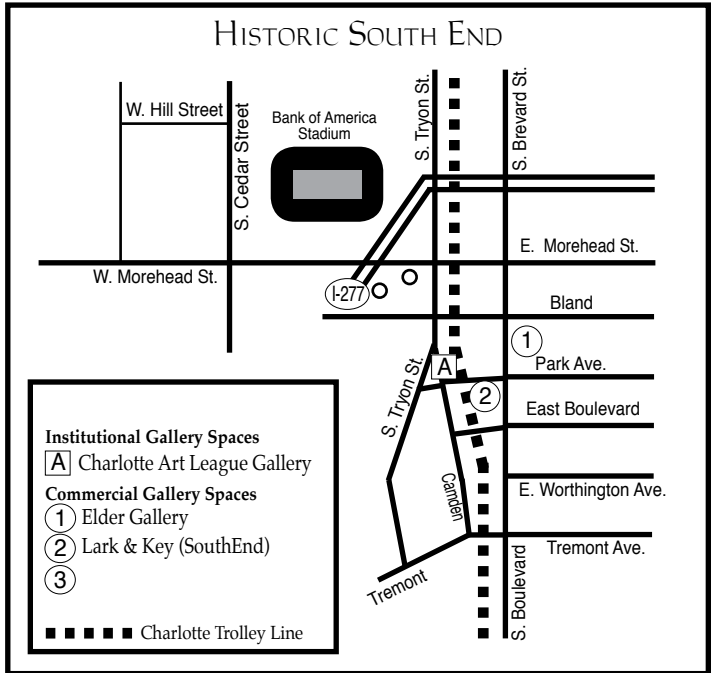 HISTORIC SOUTH END
W. Hill Street
S. Cedar Street
Bank of America
Stadium
S. Tryon St.
S. Brevard St.
E. Morehead St.
W. Morehead St.
I-277
Bland
1
Park Ave.
A
S. Tryon St.
2
East Boulevard
Camden
E. Worthington Ave.
Tremont Ave.
Tremont
S. Boulevard
Institutional Gallery Spaces
A Charlotte Art League Gallery
Commercial Gallery Spaces
1 Elder Gallery
2 Lark & Key (SouthEnd)
3
Charlotte Trolley Line